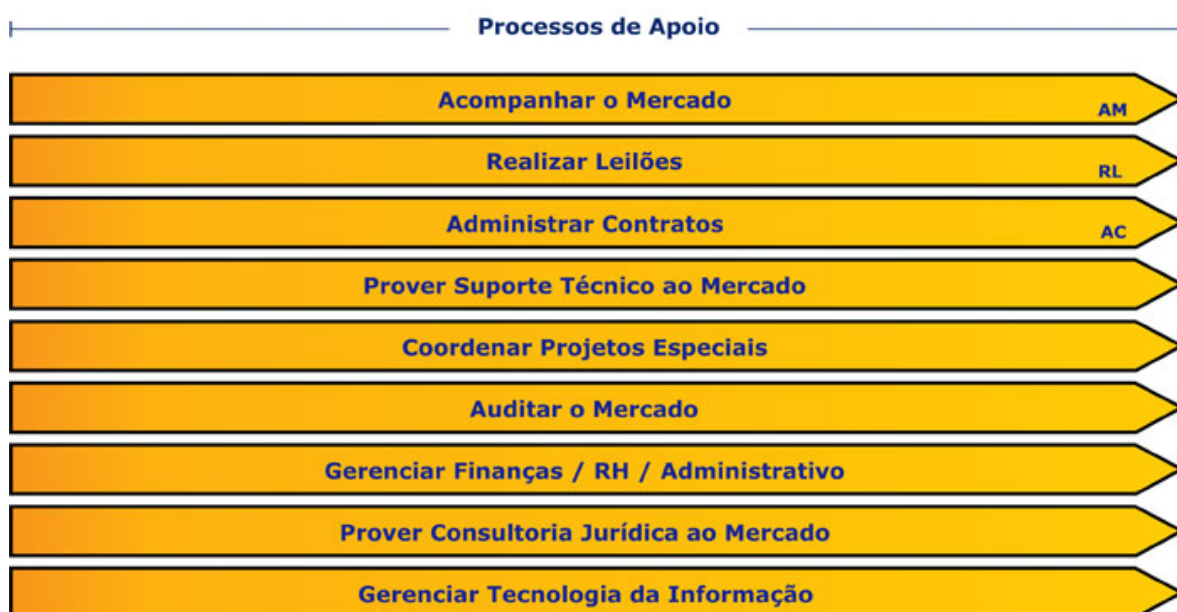 Processos de Apoio
Acompanhar o Mercado AM
Realizar Leilões RL
Administrar Contratos AC
Prover Suporte Técnico ao Mercado
Coordenar Projetos Especiais
Auditar o Mercado
Gerenciar Finanças / RH / Administrativo
Prover Consultoria Jurídica ao Mercado
Gerenciar Tecnologia da Informação